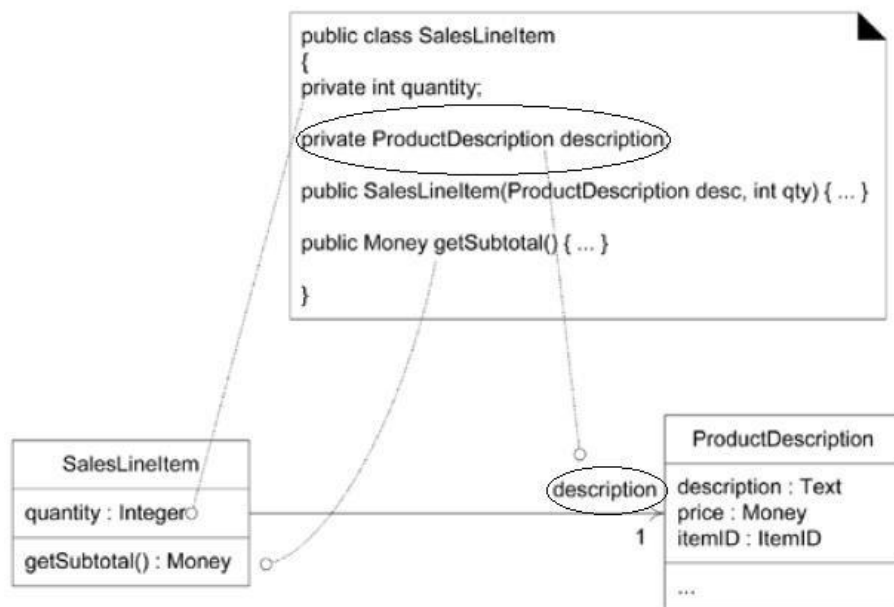 public class SalesLineItem
{
private int quantity;
private ProductDescription description
public SalesLineItem(ProductDescription desc, int qty) { ... }
public Money getSubtotal() { ... }
}
SalesLineItem
quantity : Integer
getSubtotal() : Money
description
1
ProductDescription
description : Text
price : Money
itemID : ItemID
...